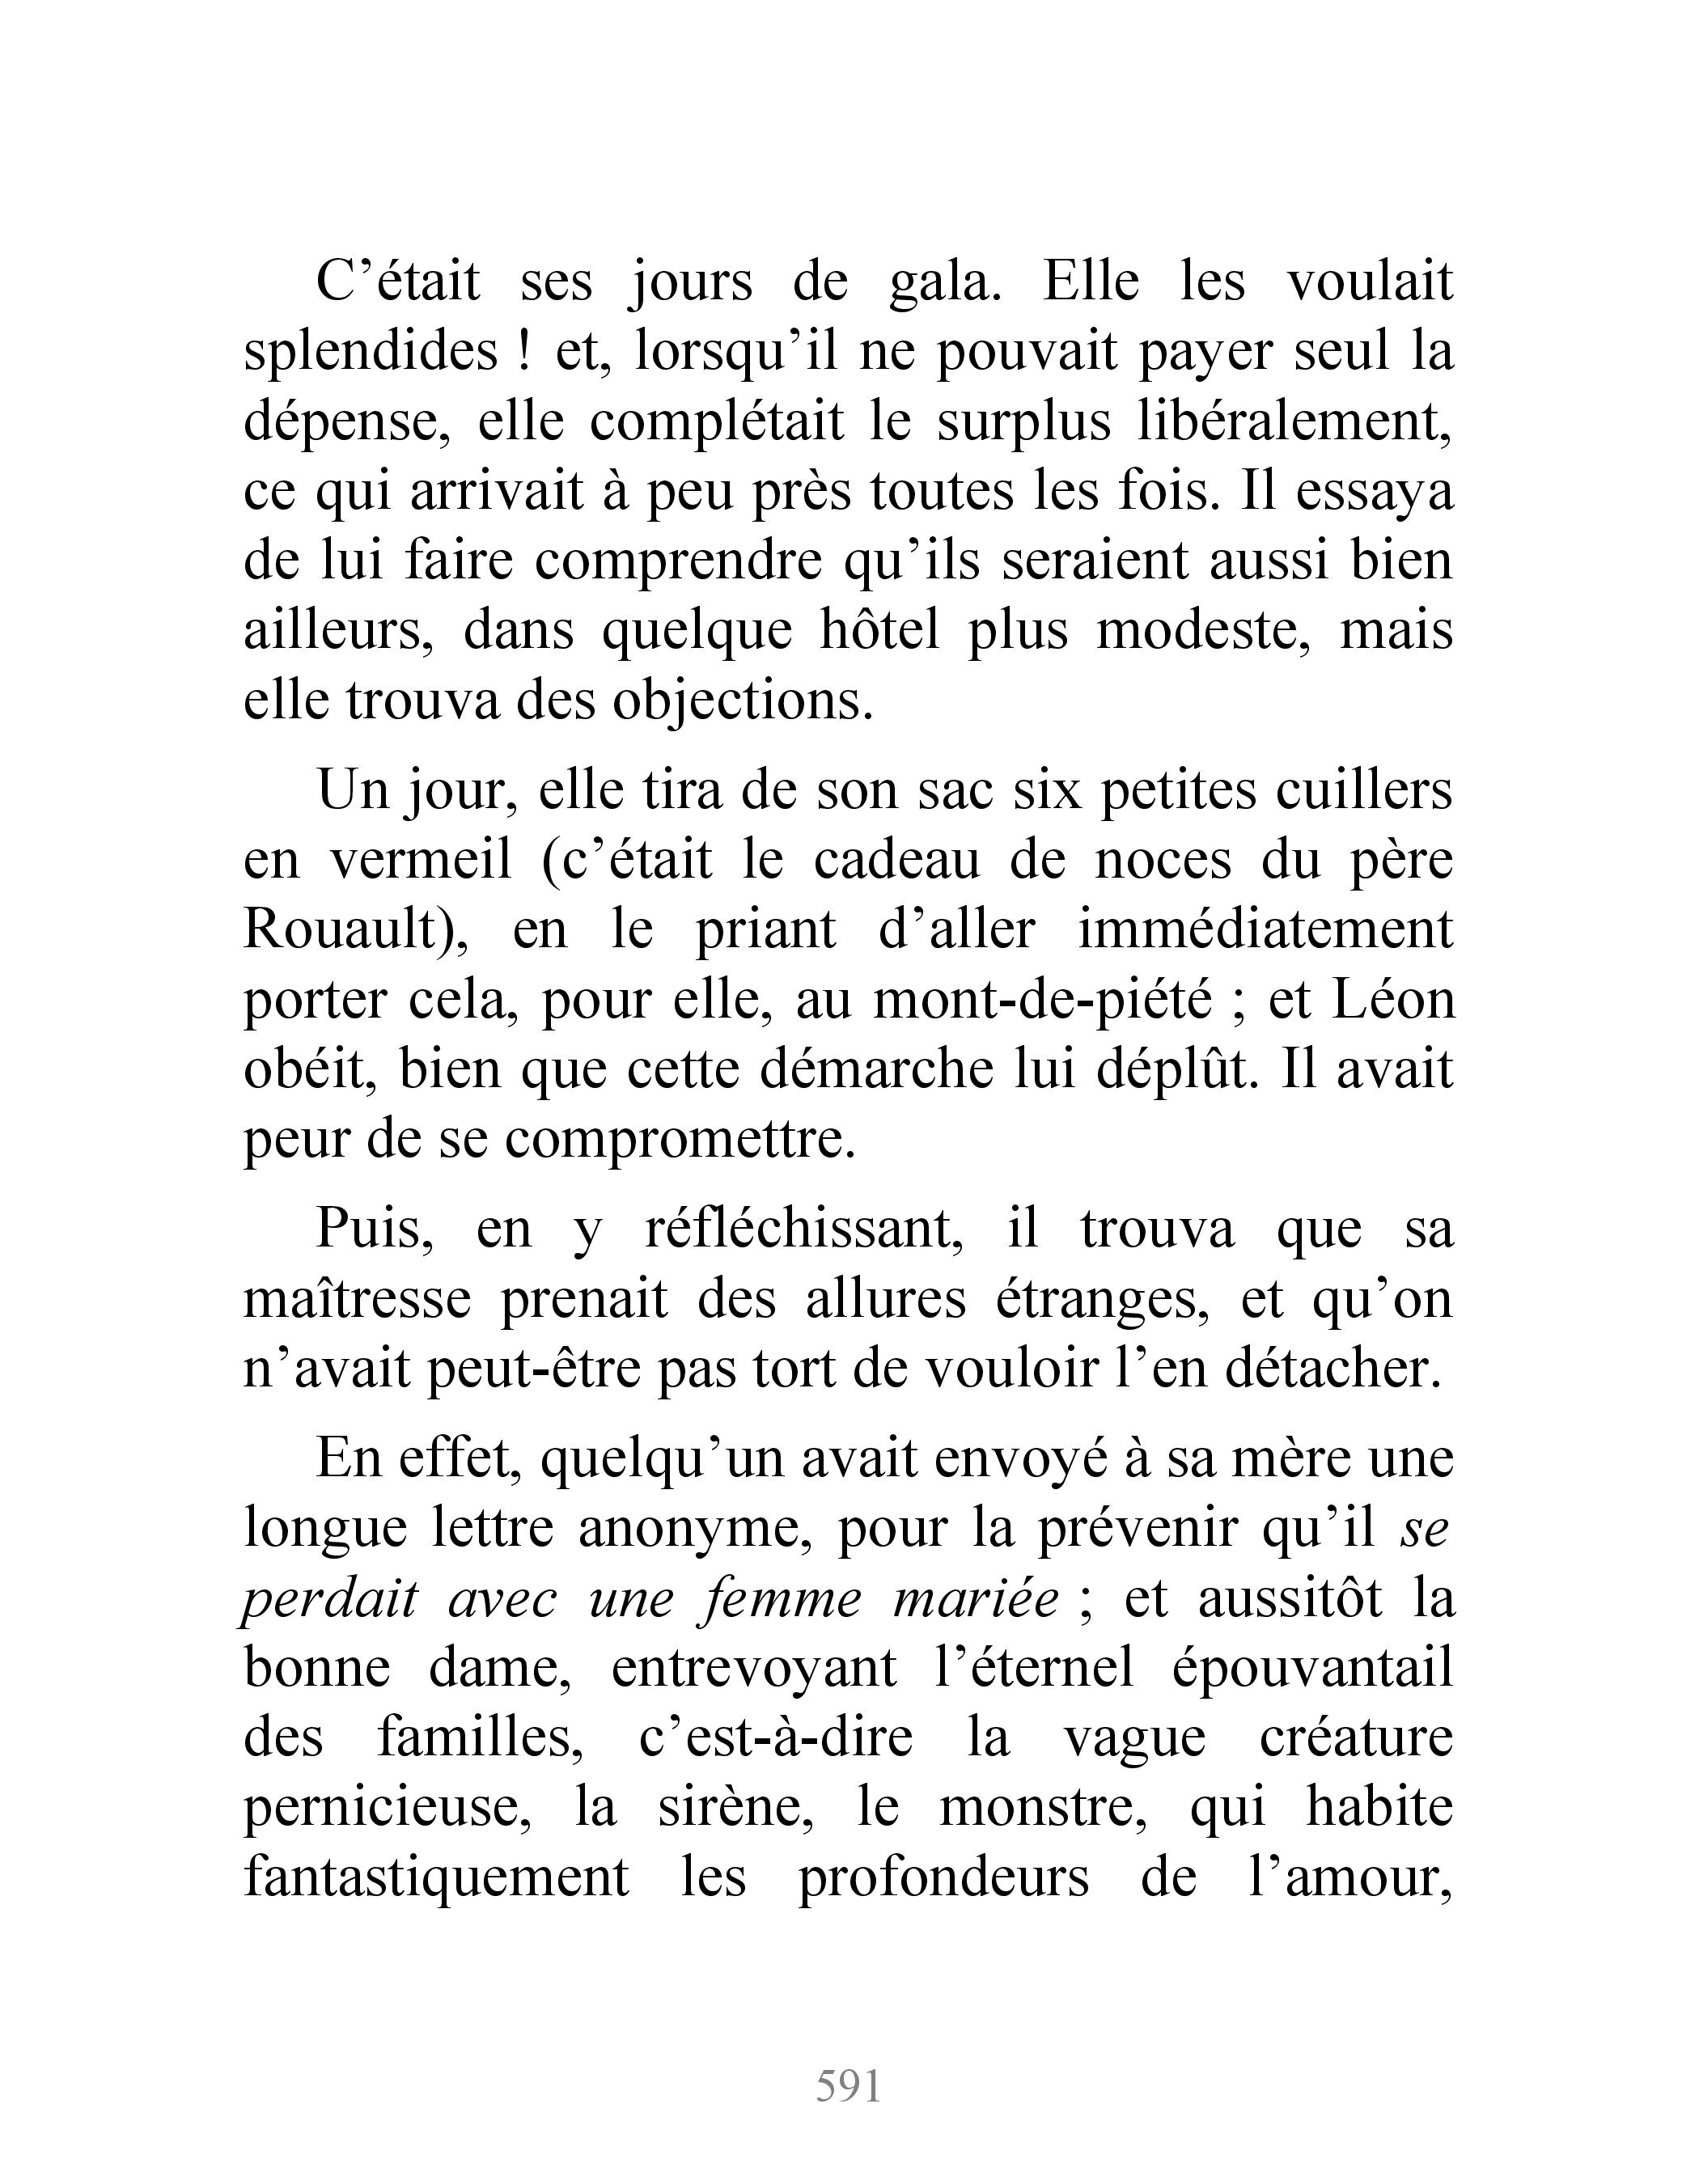 C’était ses jours de gala. Elle les voulait
splendides ! et, lorsqu’il ne pouvait payer seul la
dépense, elle complétait le surplus libéralement,
ce qui arrivait à peu près toutes les fois. Il essaya
de lui faire comprendre qu’ils seraient aussi bien
ailleurs, dans quelque hôtel plus modeste, mais
elle trouva des objections.
Un jour, elle tira de son sac six petites cuillers
en vermeil (c’était le cadeau de noces du père
Rouault), en le priant d’aller immédiatement
porter cela, pour elle, au mont-de-piété ; et Léon
obéit, bien que cette démarche lui déplût. Il avait
peur de se compromettre.
Puis, en y réfléchissant, il trouva que sa
maîtresse prenait des allures étranges, et qu’on
n’avait peut-être pas tort de vouloir l’en détacher.
En effet, quelqu’un avait envoyé à sa mère une
longue lettre anonyme, pour la prévenir qu’il se
perdait avec une femme mariée ; et aussitôt la
bonne dame, entrevoyant l’éternel épouvantail
des familles, c’est-à-dire la vague créature
pernicieuse, la sirène, le monstre, qui habite
fantastiquement les profondeurs de l’amour,
591